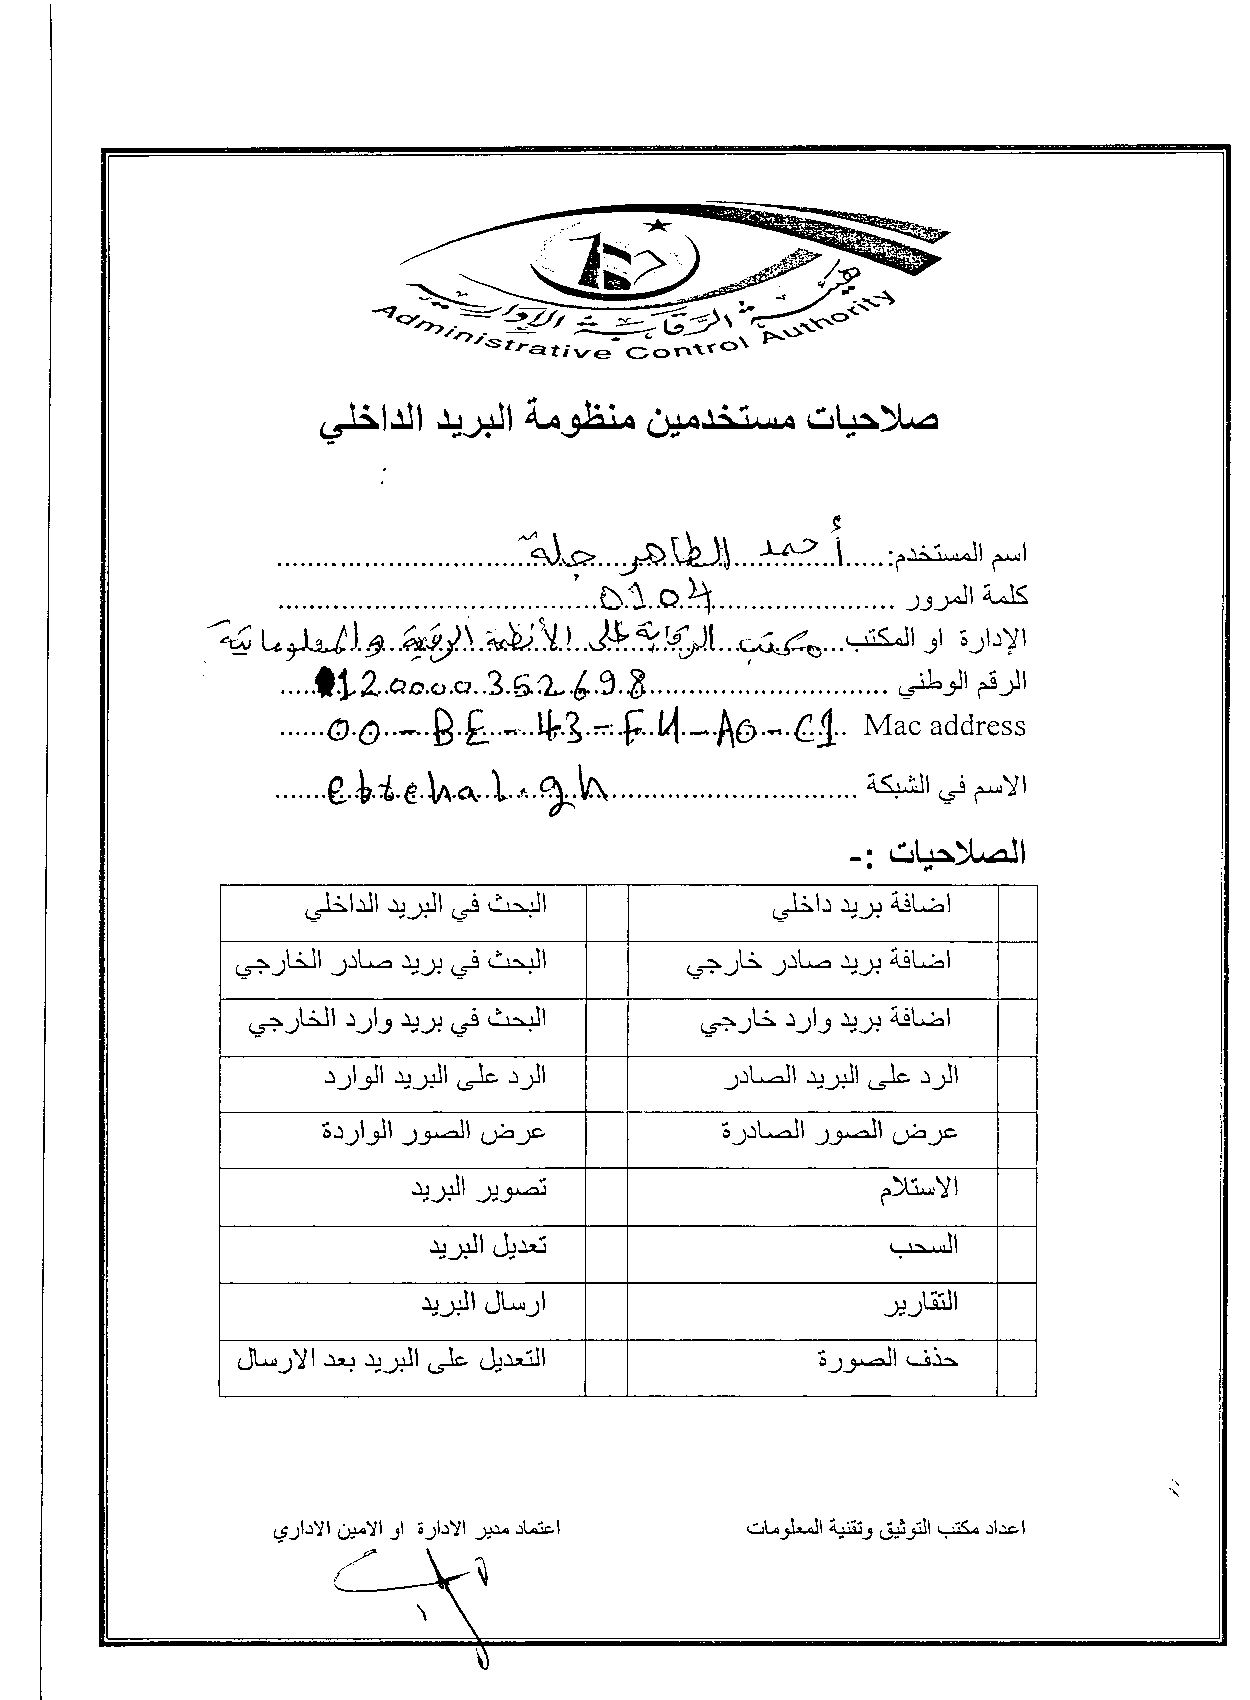 هيئة الرقابة الإدارية
Administrative Control Authority
صلاحيات مستخدمين منظومة البريد الداخلي
اسم المستخدم: أحمد الطاهر جلة
كلمة المرور 0104
الإدارة او المكتب مكتب الرقابة على الأنظمة الرقمية والمعلوماتية
الرقم الوطني 120000352698
Mac address 00-BE-43-F4-A0-C1
الاسم في الشبكة ebtehal.gh
الصلاحيات :-
اضافة بريد داخلي البحث في البريد الداخلي
اضافة بريد صادر خارجي البحث في بريد صادر الخارجي
اضافة بريد وارد خارجي البحث في بريد وارد الخارجي
الرد على البريد الصادر الرد على البريد الوارد
عرض الصور الصادرة عرض الصور الواردة
الاستلام تصوير البريد
السحب تعديل البريد
التقارير ارسال البريد
حذف الصورة التعديل على البريد بعد الارسال
اعداد مكتب التوثيق وتقنية المعلومات اعتماد مدير الادارة او الامين الاداري